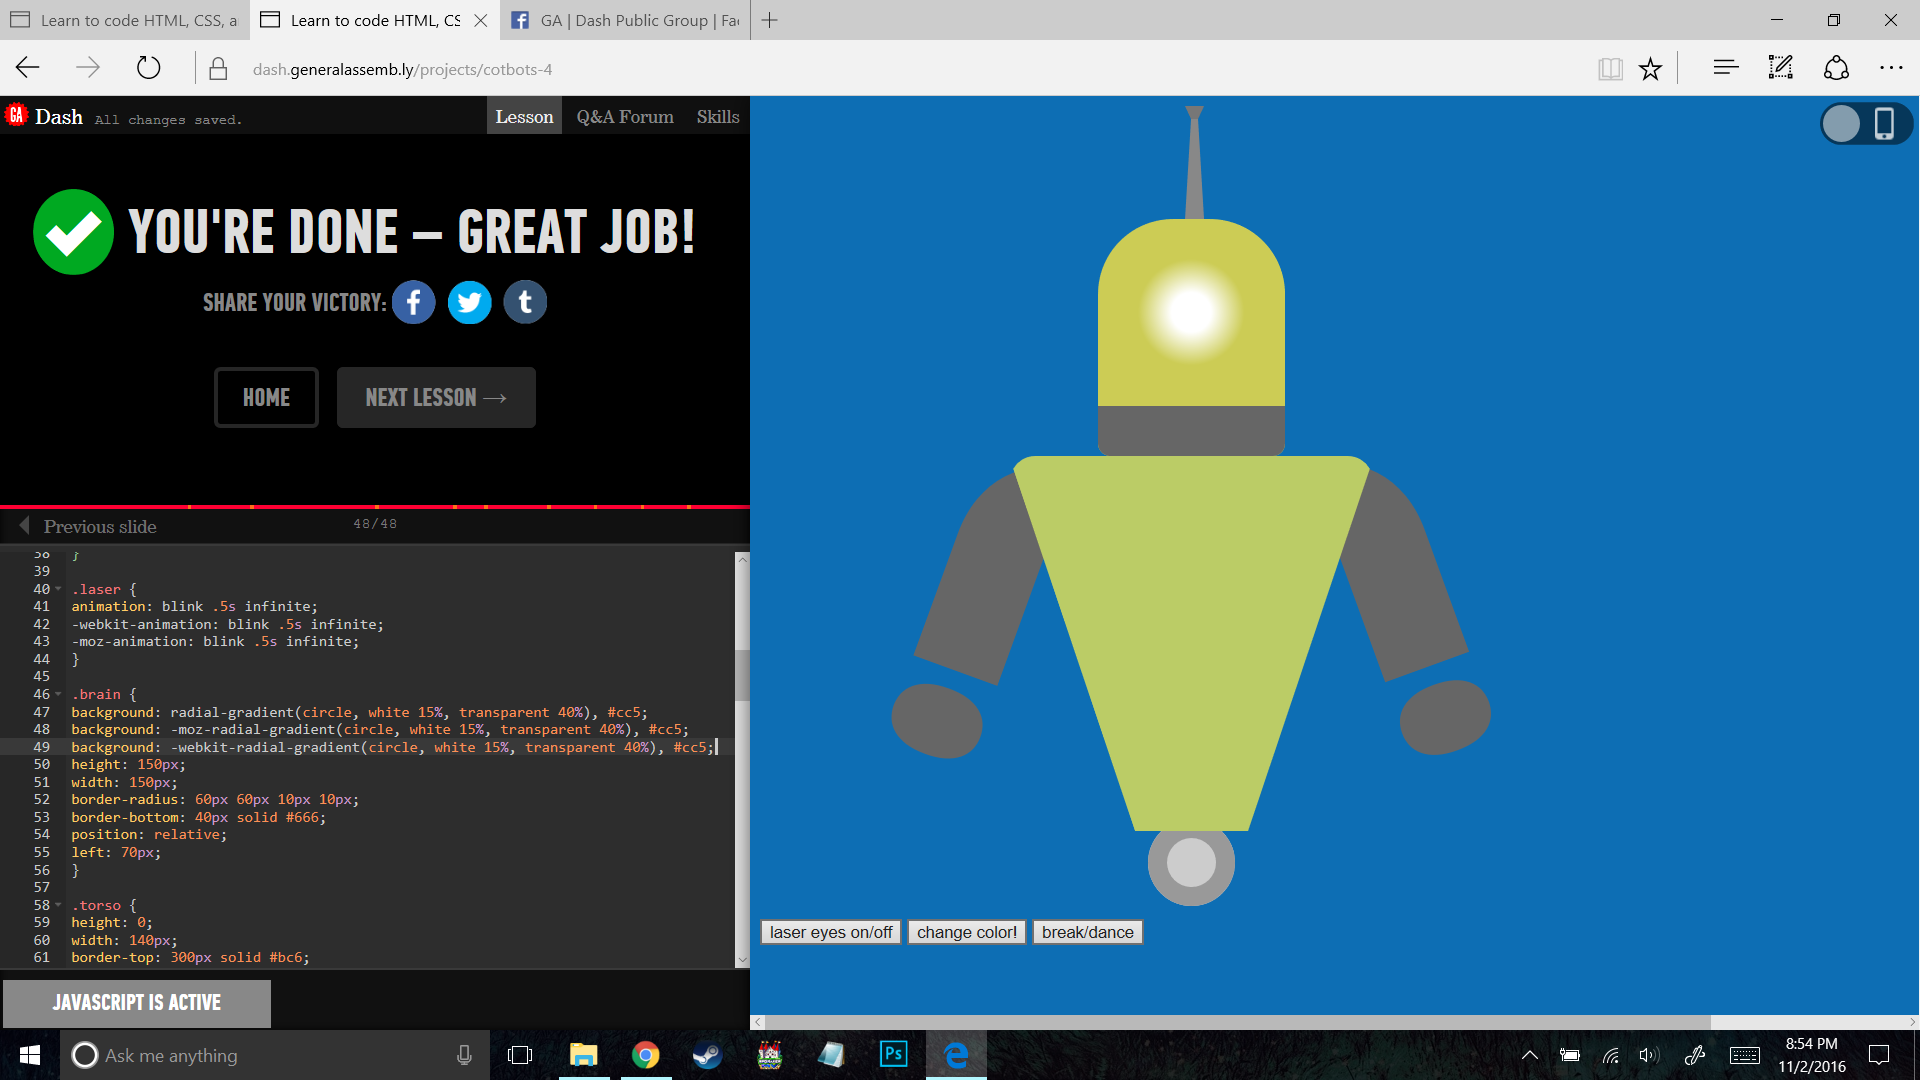 Learn to code HTML, CSS, a
Learn to code HTML, CS
GA | Dash Public Group | Fac
dash.generalassemb.ly/projects/cotbots-4
GA Dash All changes saved.
Lesson Q&A Forum Skills
YOU'RE DONE – GREAT JOB!
SHARE YOUR VICTORY:
HOME
NEXT LESSON →
Previous slide 48/48
38 }
39
40 .laser {
41 animation: blink .5s infinite;
42 -webkit-animation: blink .5s infinite;
43 -moz-animation: blink .5s infinite;
44 }
45
46 .brain {
47 background: radial-gradient(circle, white 15%, transparent 40%), #cc5;
48 background: -moz-radial-gradient(circle, white 15%, transparent 40%), #cc5;
49 background: -webkit-radial-gradient(circle, white 15%, transparent 40%), #cc5;
50 height: 150px;
51 width: 150px;
52 border-radius: 60px 60px 10px 10px;
53 border-bottom: 40px solid #666;
54 position: relative;
55 left: 70px;
56 }
57
58 .torso {
59 height: 0;
60 width: 140px;
61 border-top: 300px solid #bc6;
JAVASCRIPT IS ACTIVE
laser eyes on/off
change color!
break/dance
Ask me anything
Ps
8:54 PM
11/2/2016